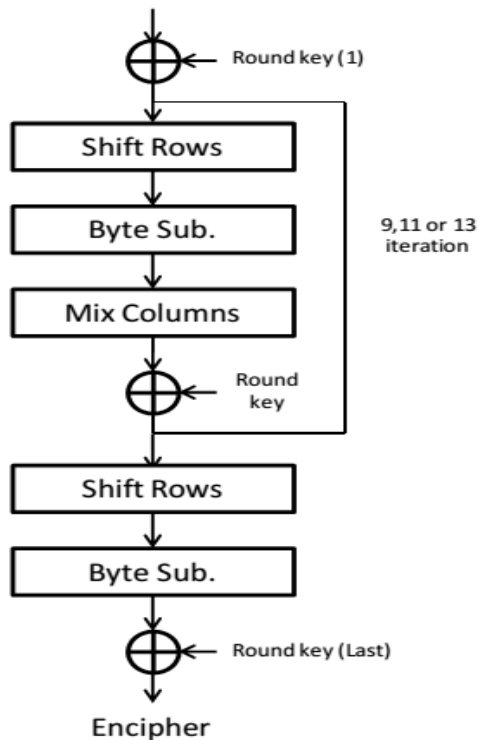 Round key (1)
Shift Rows
Byte Sub.
9,11 or 13
iteration
Mix Columns
Round
key
Shift Rows
Byte Sub.
Round key (Last)
Encipher